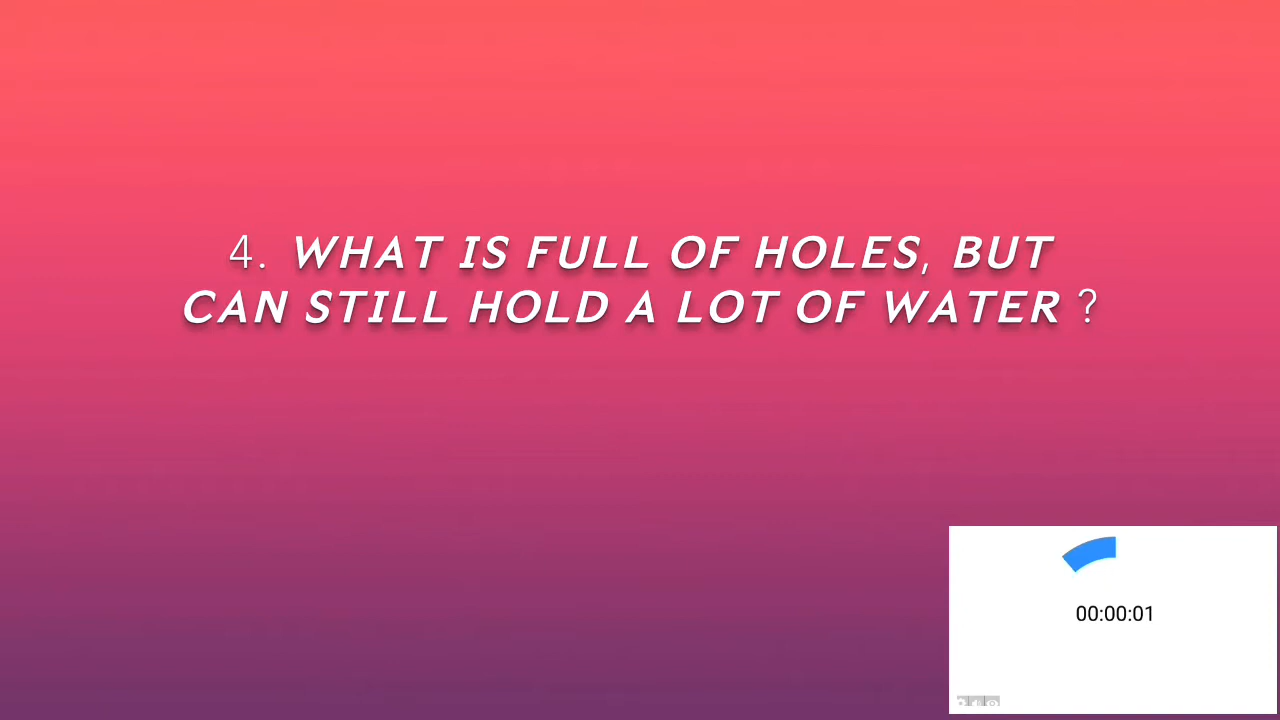 4. WHAT IS FULL OF HOLES, BUT
CAN STILL HOLD A LOT OF WATER ?
00:00:01